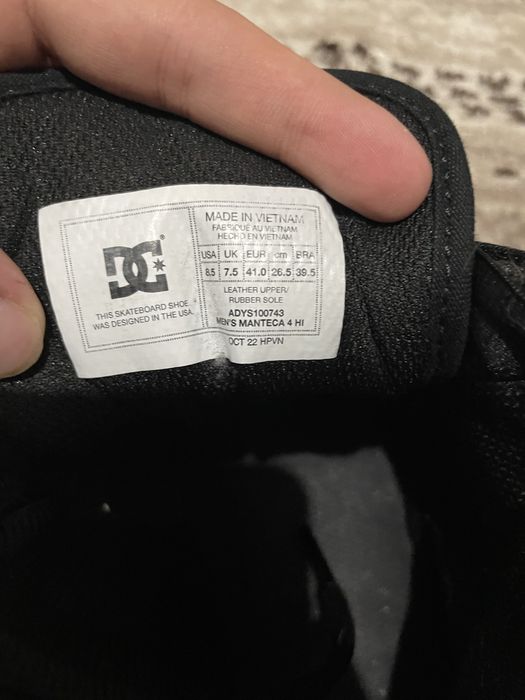 DC
®
THIS SKATEBOARD SHOE
WAS DESIGNED IN THE USA.
MADE IN VIETNAM
FABRIQUÉ AU VIETNAM
HECHO EN VIETNAM
USA UK EUR cm BRA
8.5 7.5 41.0 26.5 39.5
LEATHER UPPER/
RUBBER SOLE
ADYS100743
MEN'S MANTECA 4 HI
OCT 22 HPVN